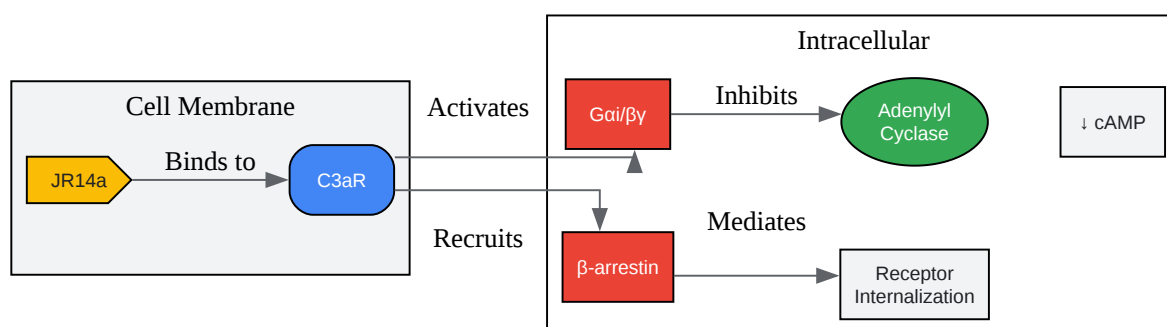 Intracellular
Cell Membrane
Activates
Gαi/βγ
Inhibits
Adenylyl
Cyclase
↓ cAMP
JR14a
Binds to
C3aR
Recruits
β-arrestin
Mediates
Receptor
Internalization